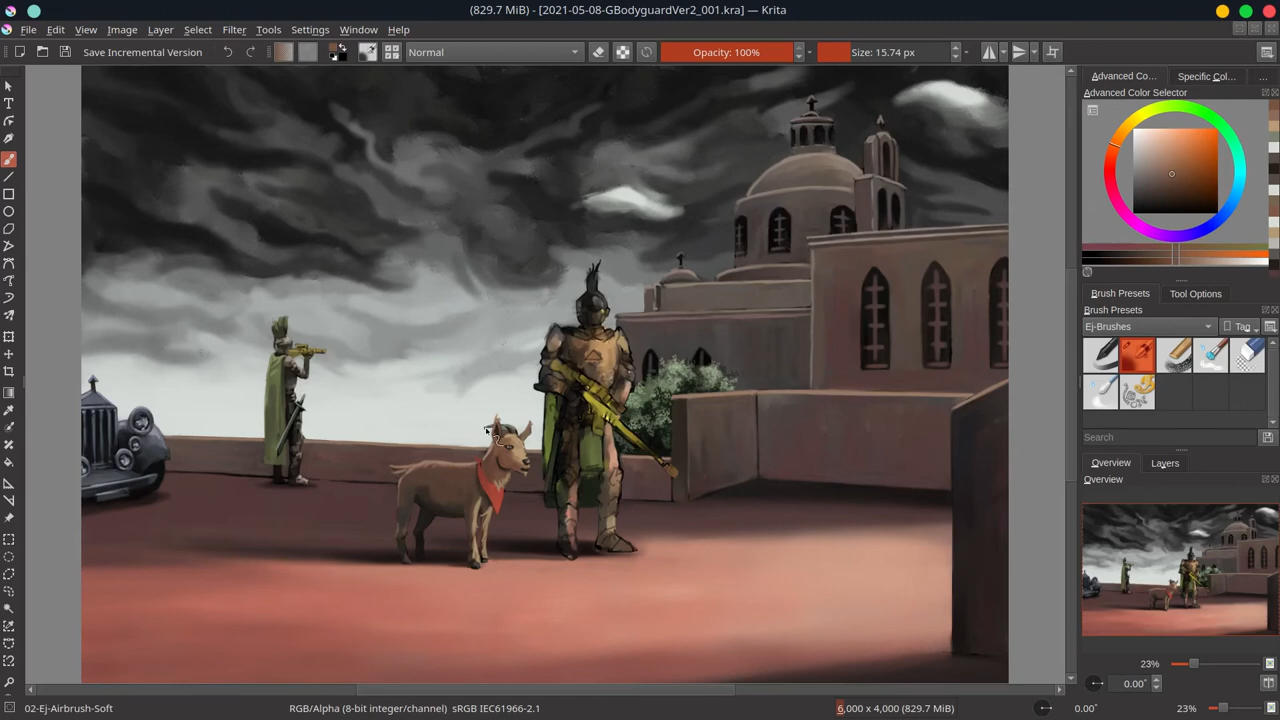 (829.7 MiB) - [2021-05-08-GBodyguardVer2_001.kra] — Krita
File Edit View Image Layer Select Filter Tools Settings Window Help
Save Incremental Version Normal Opacity: 100% Size: 15.74 px
Advanced Co... Specific Col... ...
Advanced Color Selector
Brush Presets Tool Options
Brush Presets
Ej-Brushes Tag
Search
Overview Layers
Overview
23%
0.00°
02-Ej-Airbrush-Soft RGB/Alpha (8-bit integer/channel) sRGB IEC61966-2.1 6,000 x 4,000 (829.7 MiB) 0.00° 23%